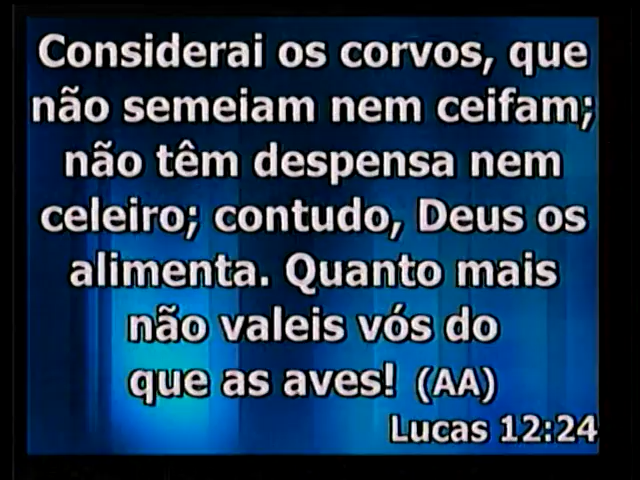 Considerai os corvos, que
não semeiam nem ceifam;
não têm despensa nem
celeiro; contudo, Deus os
alimenta. Quanto mais
não valeis vós do
que as aves! (AA)
Lucas 12:24